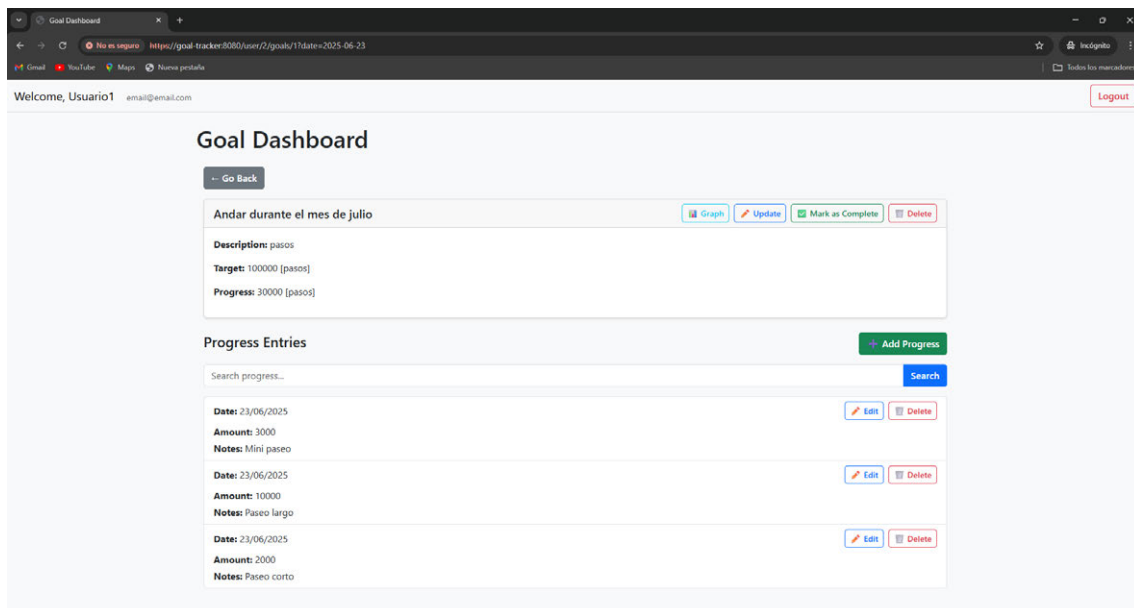 Goal Dashboard
No es seguro https://goal-tracker:8080/user/2/goals/1?date=2025-06-23 Incógnito
Gmail YouTube Maps Nueva pestaña Todos los marcadores
Welcome, Usuario1 email@email.com Logout
Goal Dashboard
← Go Back
Andar durante el mes de julio Graph Update Mark as Complete Delete
Description: pasos
Target: 100000 [pasos]
Progress: 30000 [pasos]
Progress Entries Add Progress
Search progress... Search
Date: 23/06/2025 Edit Delete
Amount: 3000
Notes: Mini paseo
Date: 23/06/2025 Edit Delete
Amount: 10000
Notes: Paseo largo
Date: 23/06/2025 Edit Delete
Amount: 2000
Notes: Paseo corto